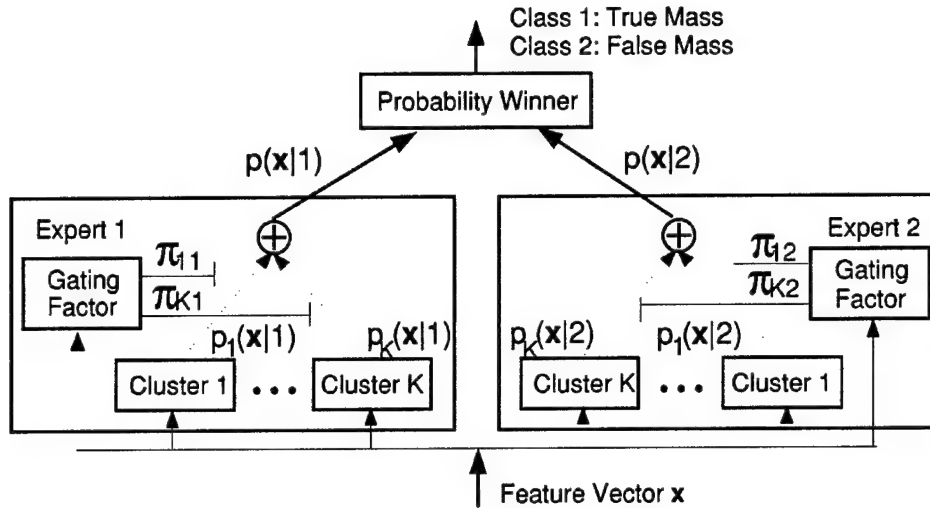 Class 1: True Mass
Class 2: False Mass
Probability Winner
p(x|1)
p(x|2)
Expert 1
Expert 2
π11
πK1
π12
πK2
Gating
Factor
Gating
Factor
p1(x|1)
pK(x|1)
pK(x|2)
p1(x|2)
Cluster 1
•••
Cluster K
Cluster K
•••
Cluster 1
Feature Vector x